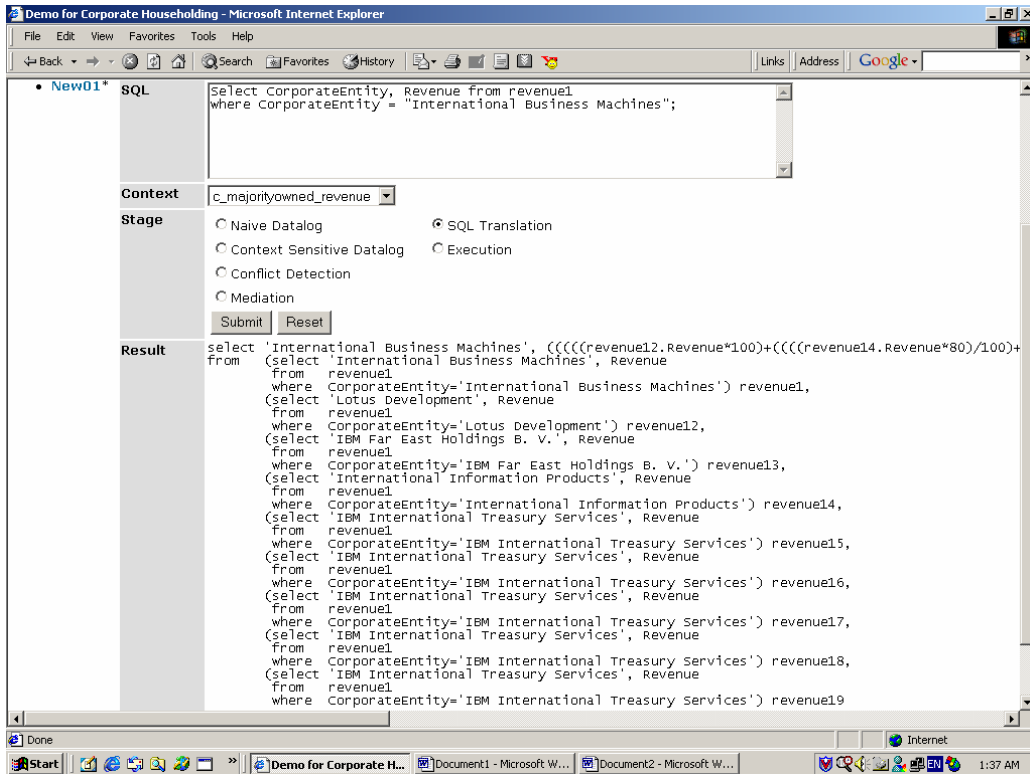 Demo for Corporate Householding - Microsoft Internet Explorer
File Edit View Favorites Tools Help
Back Search Favorites History Links Address Google
• New01* SQL
Select CorporateEntity, Revenue from revenue1
where CorporateEntity = "International Business Machines";
Context c_majorityowned_revenue
Stage
Naive Datalog SQL Translation
Context Sensitive Datalog Execution
Conflict Detection
Mediation
Submit Reset
Result
select 'International Business Machines', (((((revenue12.Revenue*100)+((((revenue14.Revenue*80)/100)+
from (select 'International Business Machines', Revenue
from revenue1
where CorporateEntity='International Business Machines') revenue1,
(select 'Lotus Development', Revenue
from revenue1
where CorporateEntity='Lotus Development') revenue12,
(select 'IBM Far East Holdings B. V.', Revenue
from revenue1
where CorporateEntity='IBM Far East Holdings B. V.') revenue13,
(select 'International Information Products', Revenue
from revenue1
where CorporateEntity='International Information Products') revenue14,
(select 'IBM International Treasury Services', Revenue
from revenue1
where CorporateEntity='IBM International Treasury Services') revenue15,
(select 'IBM International Treasury Services', Revenue
from revenue1
where CorporateEntity='IBM International Treasury Services') revenue16,
(select 'IBM International Treasury Services', Revenue
from revenue1
where CorporateEntity='IBM International Treasury Services') revenue17,
(select 'IBM International Treasury Services', Revenue
from revenue1
where CorporateEntity='IBM International Treasury Services') revenue18,
(select 'IBM International Treasury Services', Revenue
from revenue1
where CorporateEntity='IBM International Treasury Services') revenue19
Done Internet
Start » Demo for Corporate H... Document1 - Microsoft W... Document2 - Microsoft W... EN 1:37 AM